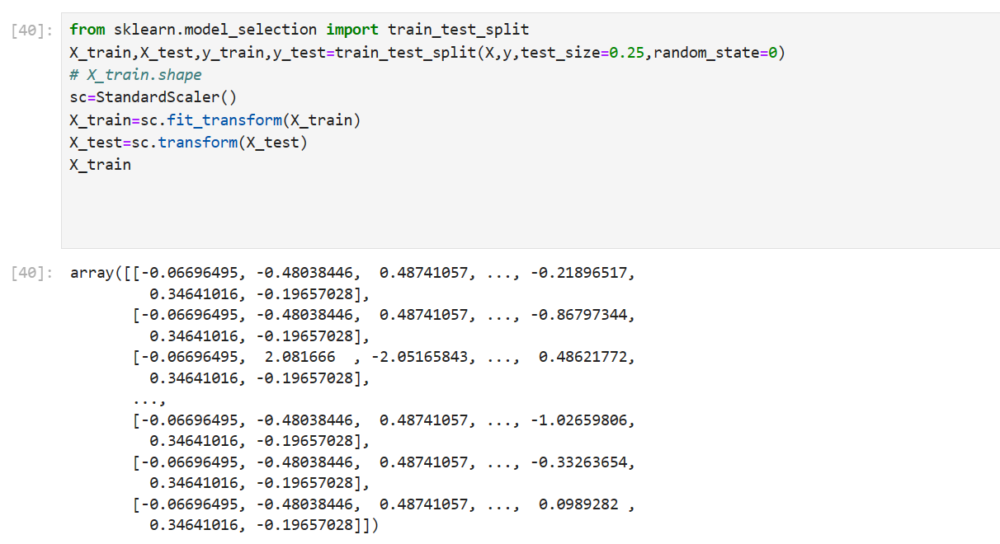 [40]: from sklearn.model_selection import train_test_split
X_train,X_test,y_train,y_test=train_test_split(X,y,test_size=0.25,random_state=0)
# X_train.shape
sc=StandardScaler()
X_train=sc.fit_transform(X_train)
X_test=sc.transform(X_test)
X_train
[40]: array([[-0.06696495, -0.48038446,  0.48741057, ..., -0.21896517,
         0.34641016, -0.19657028],
       [-0.06696495, -0.48038446,  0.48741057, ..., -0.86797344,
         0.34641016, -0.19657028],
       [-0.06696495,  2.081666  , -2.05165843, ...,  0.48621772,
         0.34641016, -0.19657028],
       ...,
       [-0.06696495, -0.48038446,  0.48741057, ..., -1.02659806,
         0.34641016, -0.19657028],
       [-0.06696495, -0.48038446,  0.48741057, ..., -0.33263654,
         0.34641016, -0.19657028],
       [-0.06696495, -0.48038446,  0.48741057, ...,  0.0989282 ,
         0.34641016, -0.19657028]])